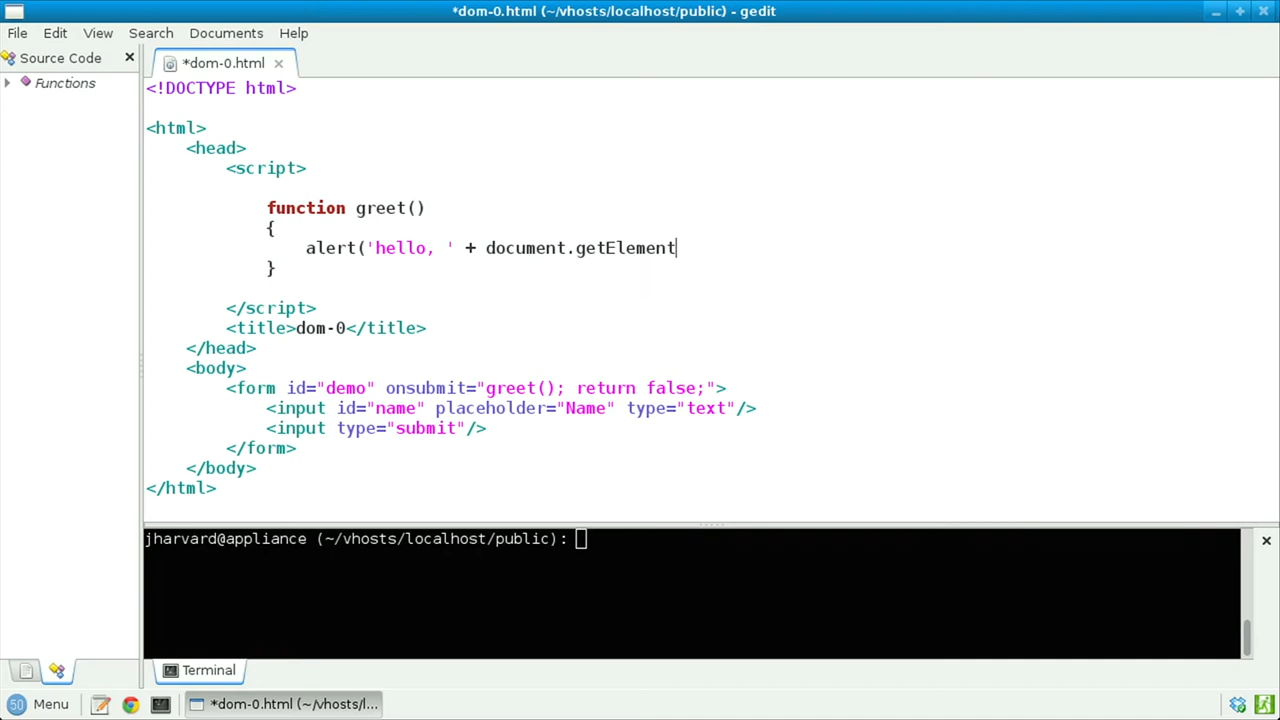 *dom-0.html (~/vhosts/localhost/public) - gedit
File Edit View Search Documents Help
Source Code
*dom-0.html
Functions
<!DOCTYPE html>
<html>
<head>
<script>
function greet()
{
alert('hello, ' + document.getElement
}
</script>
<title>dom-0</title>
</head>
<body>
<form id="demo" onsubmit="greet(); return false;">
<input id="name" placeholder="Name" type="text"/>
<input type="submit"/>
</form>
</body>
</html>
jharvard@appliance (~/vhosts/localhost/public):
Terminal
50 Menu *dom-0.html (~/vhosts/l...